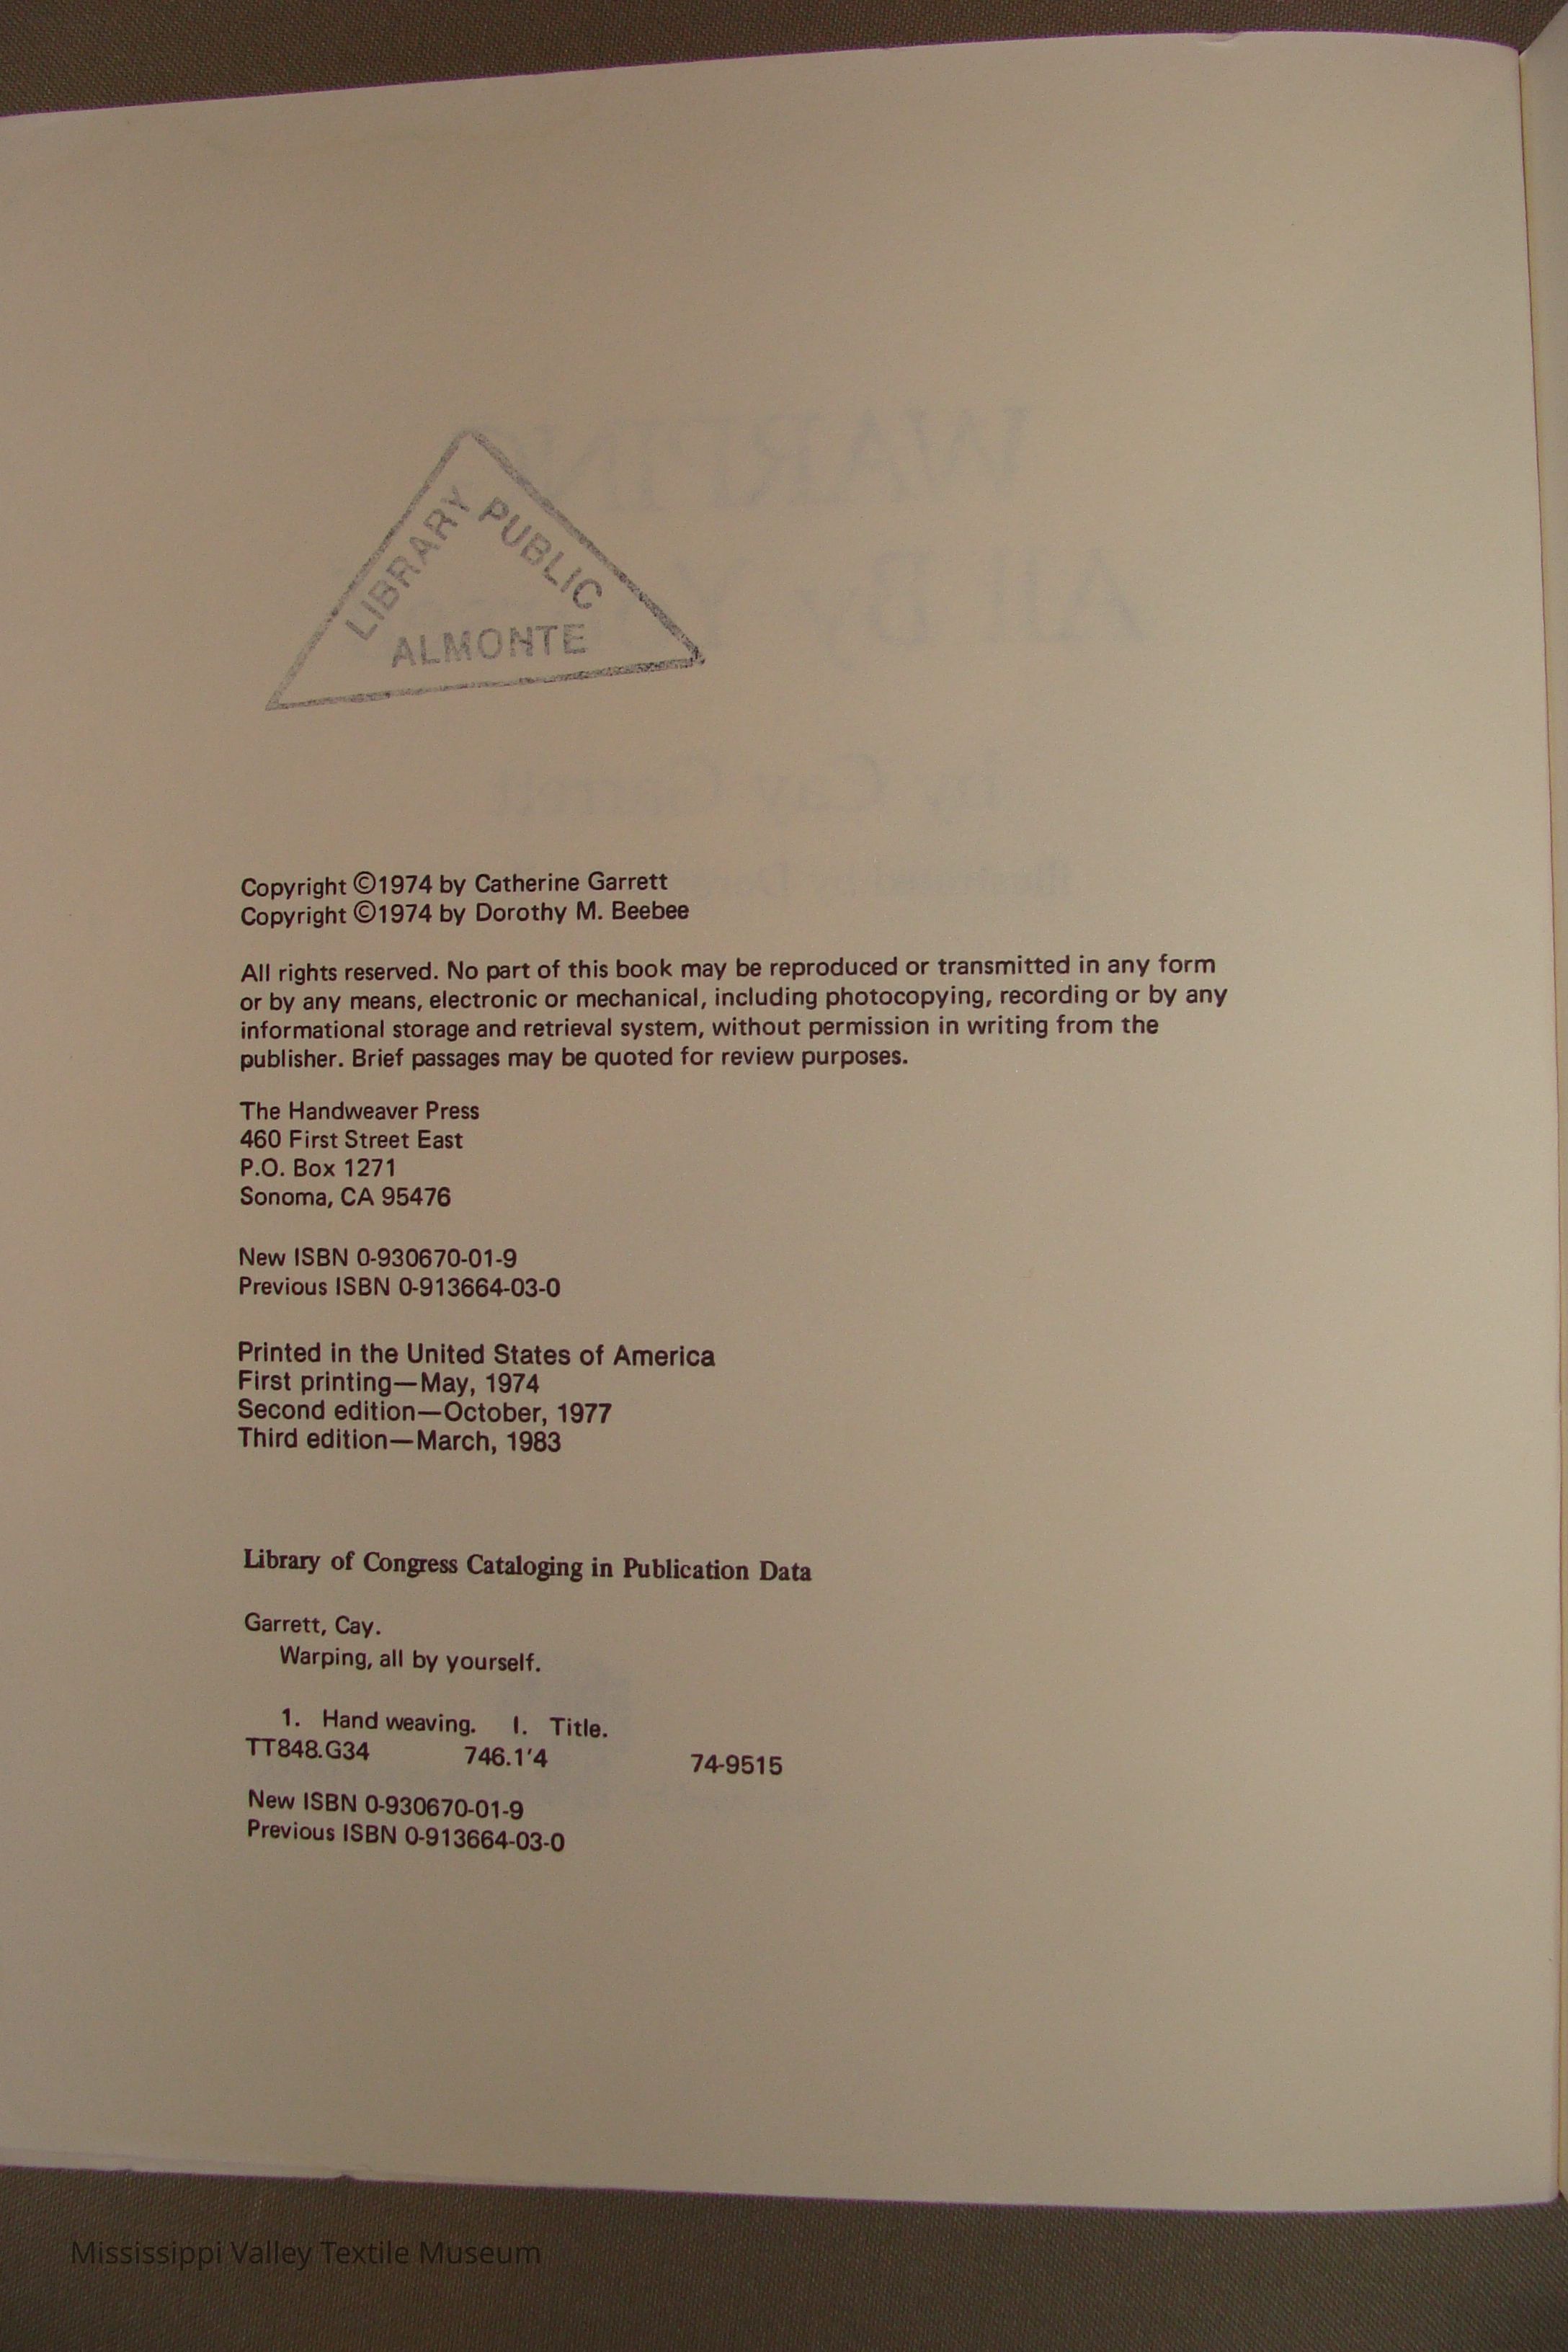 LIBRARY
PUBLIC
ALMONTE
Copyright ©1974 by Catherine Garrett
Copyright ©1974 by Dorothy M. Beebee
All rights reserved. No part of this book may be reproduced or transmitted in any form
or by any means, electronic or mechanical, including photocopying, recording or by any
informational storage and retrieval system, without permission in writing from the
publisher. Brief passages may be quoted for review purposes.
The Handweaver Press
460 First Street East
P.O. Box 1271
Sonoma, CA 95476
New ISBN 0-930670-01-9
Previous ISBN 0-913664-03-0
Printed in the United States of America
First printing—May, 1974
Second edition—October, 1977
Third edition—March, 1983
Library of Congress Cataloging in Publication Data
Garrett, Cay.
Warping, all by yourself.
1. Hand weaving. I. Title.
TT848.G34 746.1'4 74-9515
New ISBN 0-930670-01-9
Previous ISBN 0-913664-03-0
Mississippi Valley Textile Museum